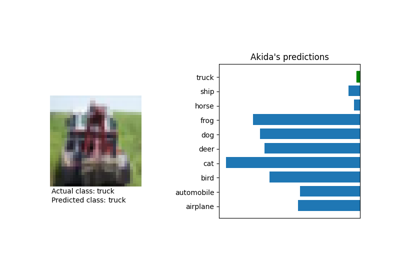 Akida's predictions
truck
ship
horse
frog
dog
deer
cat
bird
automobile
airplane
Actual class: truck
Predicted class: truck